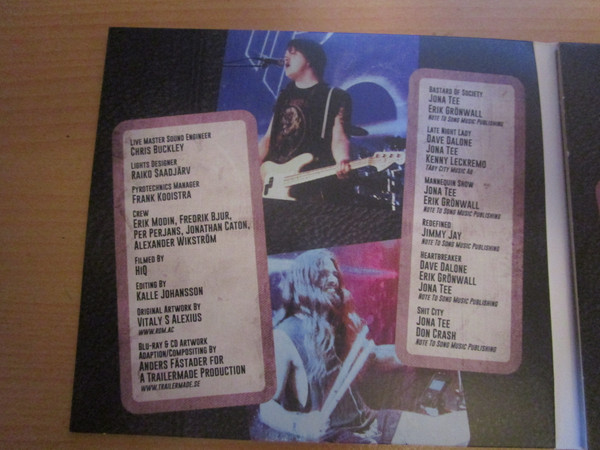 Live Master Sound Engineer
Chris Buckley
Lights Designer
Raiko Saadjärv
Pyrotechnics Manager
Frank Kooistra
Crew
Erik Modin, Fredrik Bjur,
Per Perjans, Jonathan Caton,
Alexander Wikström
Filmed By
HiQ
Editing By
Kalle Johansson
Original Artwork By
Vitaly S Alexius
www.rsm.ac
Blu-Ray & CD Artwork
Adaption/Compositing By
Anders Fästader for
A Trailermade Production
www.trailermade.se
Bastard Of Society
Jona Tee
Erik Grönwall
Note To Song Music Publishing
Late Night Lady
Dave Dalone
Jona Tee
Kenny Leckremo
Tary City Music AB
Mannequin Show
Jona Tee
Erik Grönwall
Note To Song Music Publishing
Redefined
Jimmy Jay
Note To Song Music Publishing
Heartbreaker
Dave Dalone
Erik Grönwall
Jona Tee
Note To Song Music Publishing
Shit City
Jona Tee
Don Crash
Note To Song Music Publishing